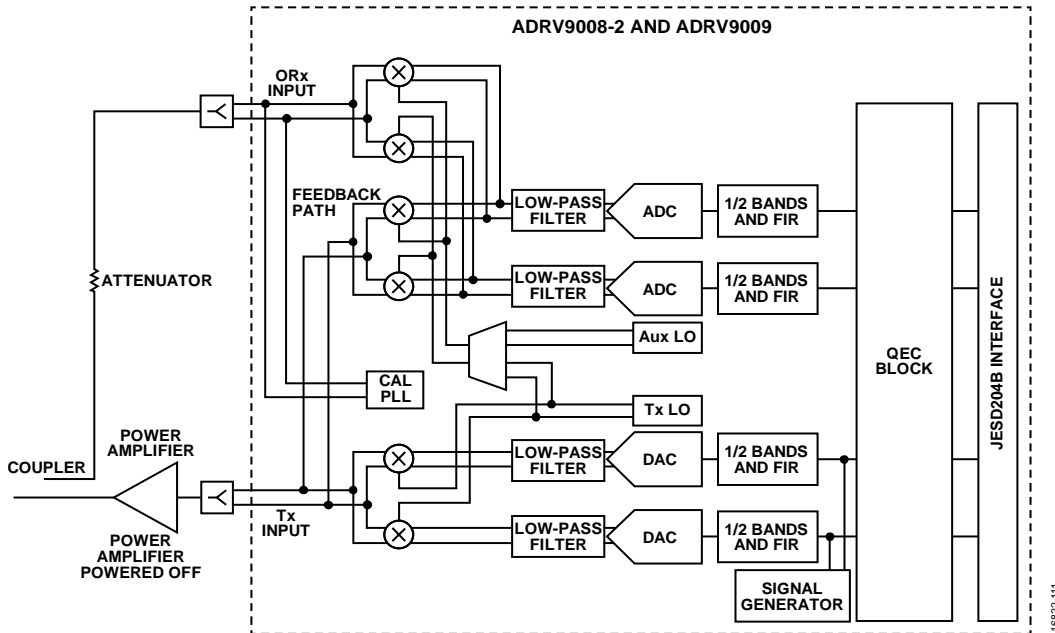 ADRV9008-2 AND ADRV9009
ORx
INPUT
FEEDBACK
PATH
LOW-PASS
FILTER
ADC
1/2 BANDS
AND FIR
ATTENUATOR
LOW-PASS
FILTER
ADC
1/2 BANDS
AND FIR
Aux LO
QEC
BLOCK
JESD204B INTERFACE
CAL
PLL
Tx LO
POWER
AMPLIFIER
COUPLER
LOW-PASS
FILTER
DAC
1/2 BANDS
AND FIR
Tx
INPUT
LOW-PASS
FILTER
DAC
1/2 BANDS
AND FIR
POWER
AMPLIFIER
POWERED OFF
SIGNAL
GENERATOR